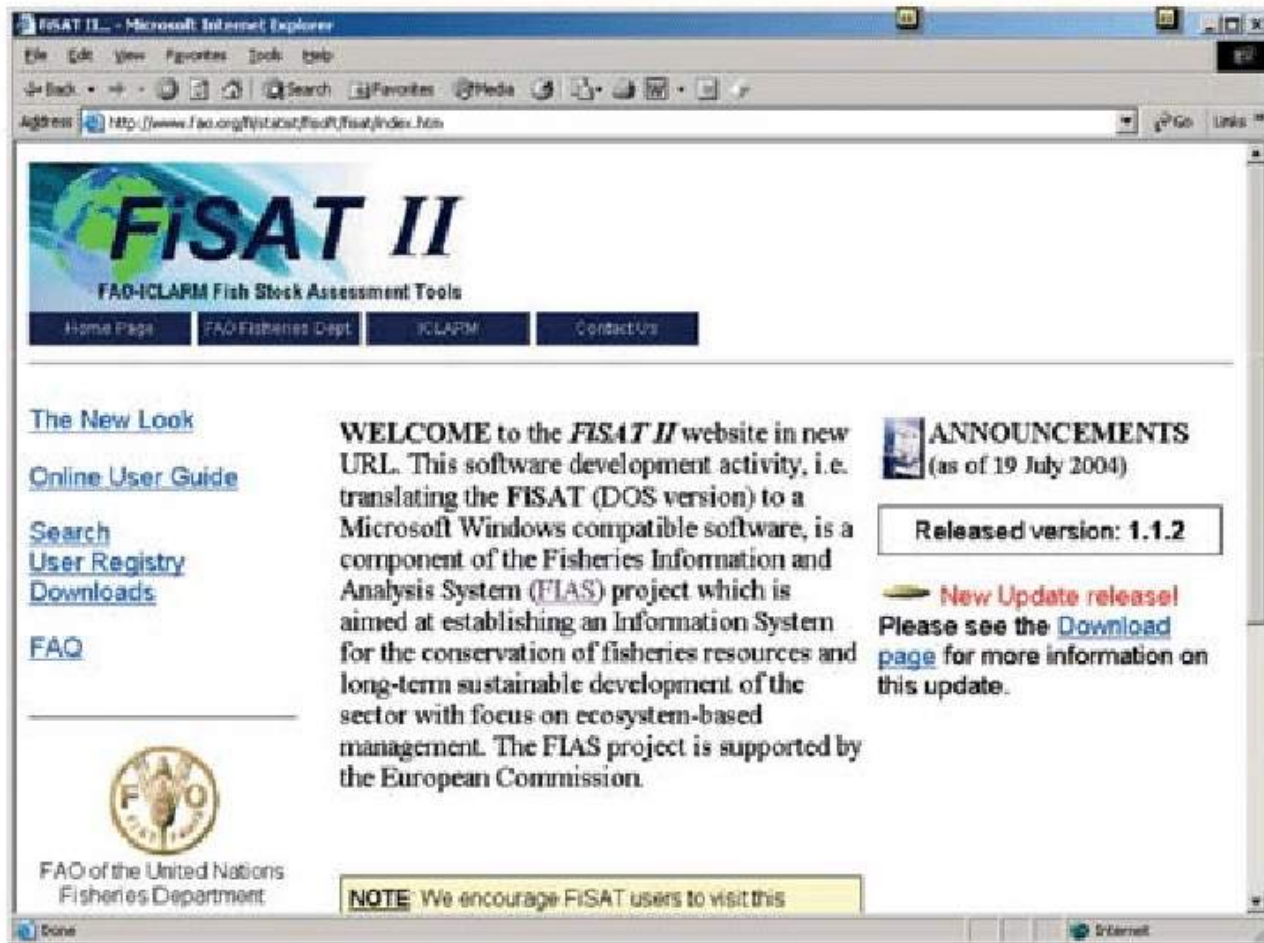 FiSAT II... - Microsoft Internet Explorer
File Edit View Favorites Tools Help
Back Search Favorites Media
Address http://www.fao.org/fi/statist/fisoft/fisat/index.htm Go Links
FiSAT II
FAO-ICLARM Fish Stock Assessment Tools
Home Page FAO Fisheries Dept. ICLARM Contact Us
The New Look
Online User Guide
Search
User Registry
Downloads
FAQ
FAO of the United Nations
Fisheries Department
WELCOME to the FiSAT II website in new
URL. This software development activity, i.e.
translating the FiSAT (DOS version) to a
Microsoft Windows compatible software, is a
component of the Fisheries Information and
Analysis System (FIAS) project which is
aimed at establishing an Information System
for the conservation of fisheries resources and
long-term sustainable development of the
sector with focus on ecosystem-based
management. The FIAS project is supported by
the European Commission.
NOTE: We encourage FiSAT users to visit this
ANNOUNCEMENTS
(as of 19 July 2004)
Released version: 1.1.2
New Update release!
Please see the Download
page for more information on
this update.
Done Internet